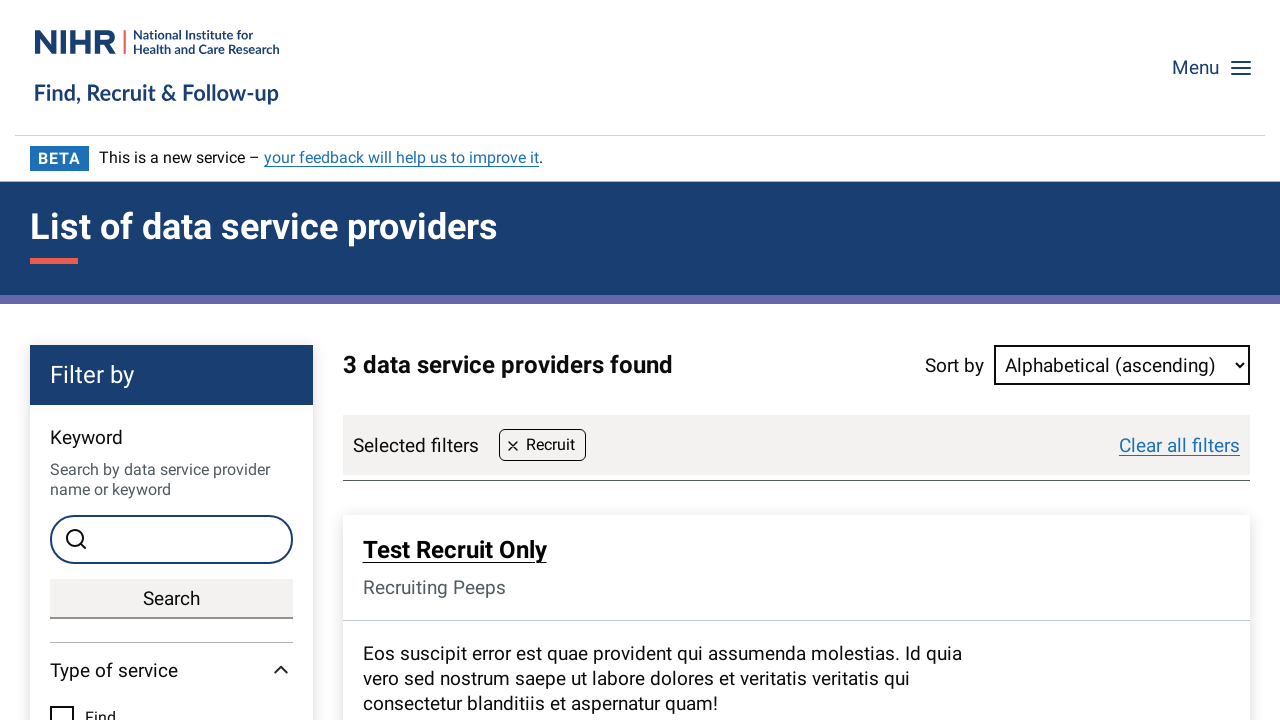 NIHR | National Institute for
Health and Care Research
Find, Recruit & Follow-up
Menu
BETA This is a new service – your feedback will help us to improve it.
List of data service providers
Filter by
Keyword
Search by data service provider
name or keyword
Search
Type of service
Find
3 data service providers found
Sort by Alphabetical (ascending)
Selected filters Recruit Clear all filters
Test Recruit Only
Recruiting Peeps
Eos suscipit error est quae provident qui assumenda molestias. Id quia
vero sed nostrum saepe ut labore dolores et veritatis veritatis qui
consectetur blanditiis et aspernatur quam!